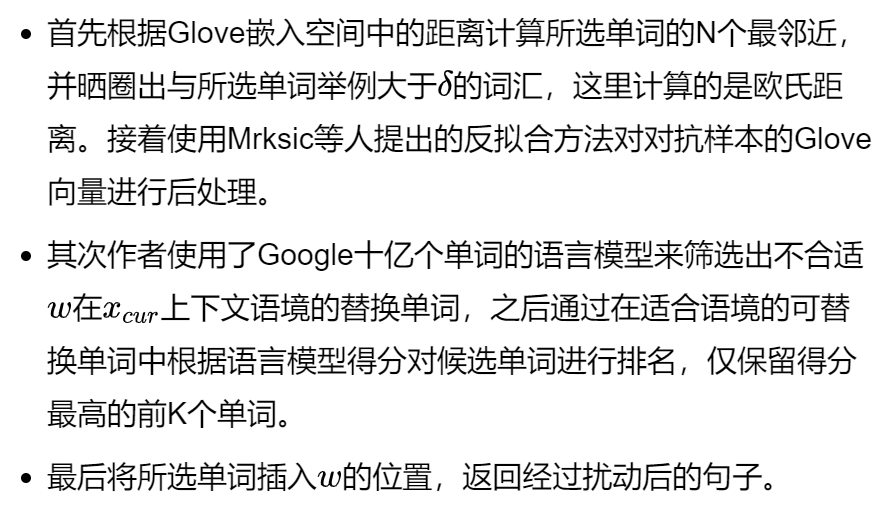 • 首先根据Glove嵌入空间中的距离计算所选单词的N个最邻近，
并晒圈出与所选单词举例大于δ的词汇，这里计算的是欧氏距
离。接着使用Mrksic等人提出的反拟合方法对对抗样本的Glove
向量进行后处理。
• 其次作者使用了Google十亿个单词的语言模型来筛选出不合适
w在x_{cur}上下文语境的替换单词，之后通过在适合语境的可替
换单词中根据语言模型得分对候选单词进行排名，仅保留得分
最高的前K个单词。
• 最后将所选单词插入w的位置，返回经过扰动后的句子。